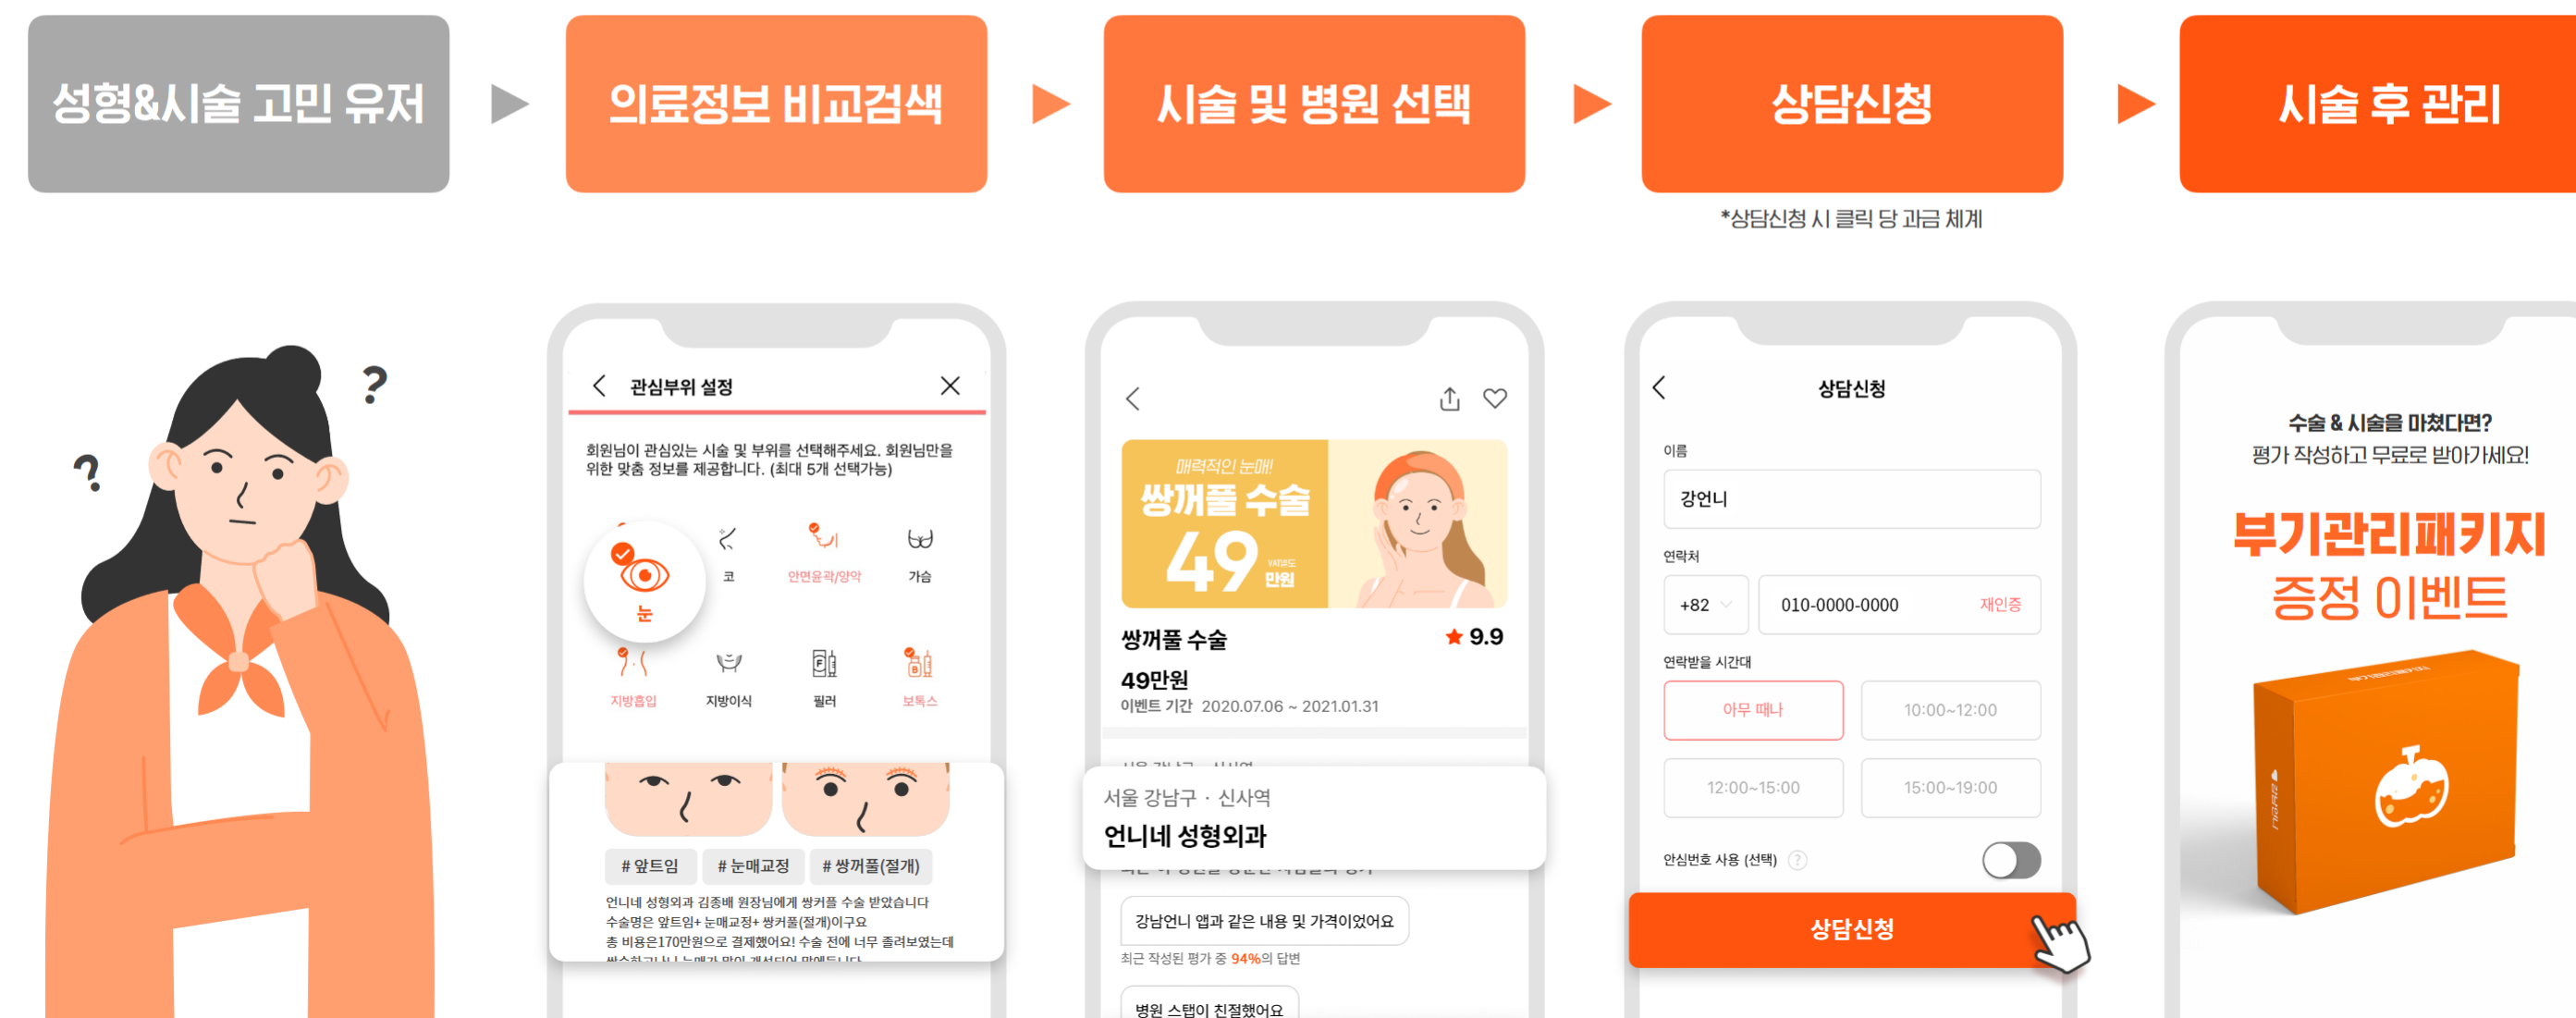 성형&시술 고민 유저
의료정보 비교검색
시술 및 병원 선택
상담신청
시술 후 관리
*상담신청 시 클릭 당 과금 체계
?
?
관심부위 설정
회원님이 관심있는 시술 및 부위를 선택해주세요. 회원님만을
위한 맞춤 정보를 제공합니다. (최대 5개 선택가능)
눈
코
안면윤곽/양악
가슴
지방흡입
지방이식
F
필러
B
보톡스
# 앞트임
# 눈매교정
# 쌍꺼풀(절개)
언니네 성형외과 김종배 원장님에게 쌍커플 수술 받았습니다
수술명은 앞트임+ 눈매교정+ 쌍커풀(절개)이구요
총 비용은170만원으로 결제했어요! 수술 전에 너무 졸려보였는데
매력적인 눈매!
쌍꺼풀 수술
49
만원
쌍꺼풀 수술
9.9
49만원
이벤트 기간 2020.07.06 ~ 2021.01.31
서울 강남구 · 신사역
언니네 성형외과
강남언니 앱과 같은 내용 및 가격이었어요
최근 작성된 평가 중 94%의 답변
병원 스탭이 친절했어요
상담신청
이름
강언니
연락처
+82
010-0000-0000
재인증
연락받을 시간대
아무 때나
10:00~12:00
12:00~15:00
15:00~19:00
안심번호 사용 (선택) ?
상담신청
수술 & 시술을 마쳤다면?
평가 작성하고 무료로 받아가세요!
부기관리패키지
증정 이벤트